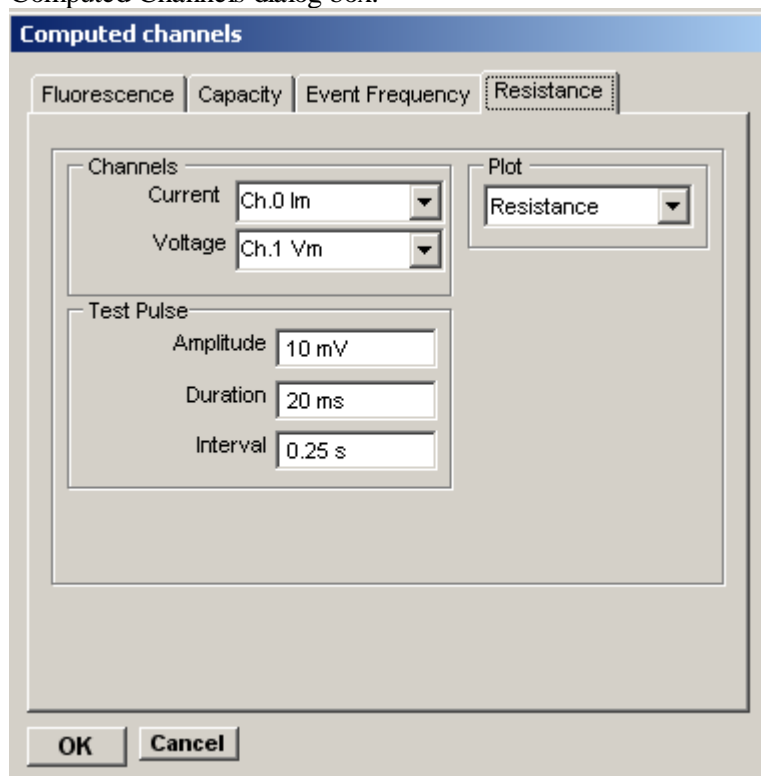 Computed Channels dialog box.
Computed channels
Fluorescence Capacity Event Frequency Resistance
Channels
Current Ch.0 Im
Voltage Ch.1 Vm
Plot
Resistance
Test Pulse
Amplitude 10 mV
Duration 20 ms
Interval 0.25 s
OK Cancel